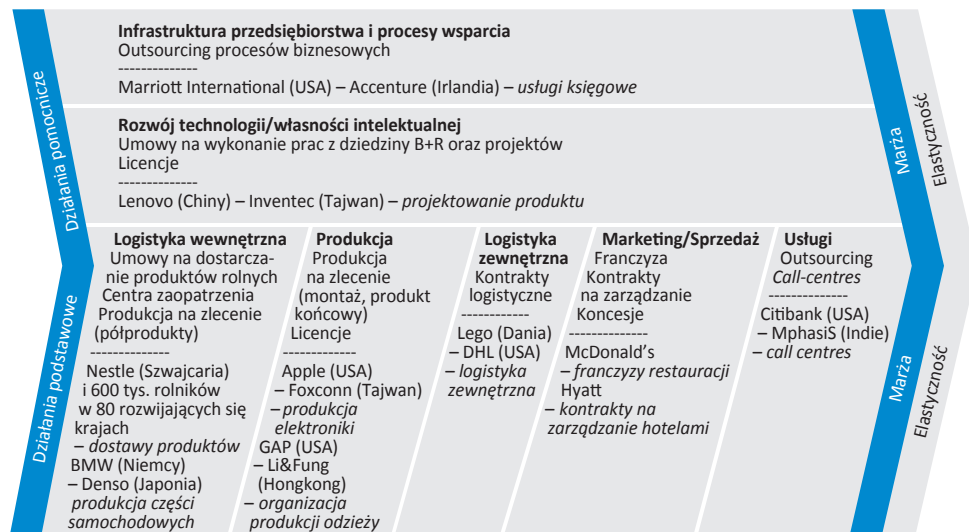 Działania pomocnicze
Infrastruktura przedsiębiorstwa i procesy wsparcia
Outsourcing procesów biznesowych
--------------
Marriott International (USA) – Accenture (Irlandia) – usługi księgowe
Rozwój technologii/własności intelektualnej
Umowy na wykonanie prac z dziedziny B+R oraz projektów
Licencje
--------------
Lenovo (Chiny) – Inventec (Tajwan) – projektowanie produktu
Marża
Elastyczność
Działania podstawowe
Logistyka wewnętrzna
Umowy na dostarcza-
nie produktów rolnych
Centra zaopatrzenia
Produkcja na zlecenie
(półprodukty)
--------------
Nestle (Szwajcaria)
i 600 tys. rolników
w 80 rozwijających się
krajach
– dostawy produktów
BMW (Niemcy)
– Denso (Japonia)
produkcja części
samochodowych
Produkcja
Produkcja
na zlecenie
(montaż, produkt
końcowy)
Licencje
-------------
Apple (USA)
– Foxconn (Tajwan)
– produkcja
elektroniki
GAP (USA)
– Li&Fung
(Hongkong)
– organizacja
produkcji odzieży
Logistyka
zewnętrzna
Kontrakty
logistyczne
-------------
Lego (Dania)
– DHL (USA)
– logistyka
zewnętrzna
Marketing/Sprzedaż
Franczyza
Kontrakty
na zarządzanie
Koncesje
--------------
McDonald’s
– franczyzy restauracji
Hyatt
– kontrakty na
zarządzanie hotelami
Usługi
Outsourcing
Call-centres
--------------
Citibank (USA)
– MphasiS (Indie)
– call centres
Marża
Elastyczność